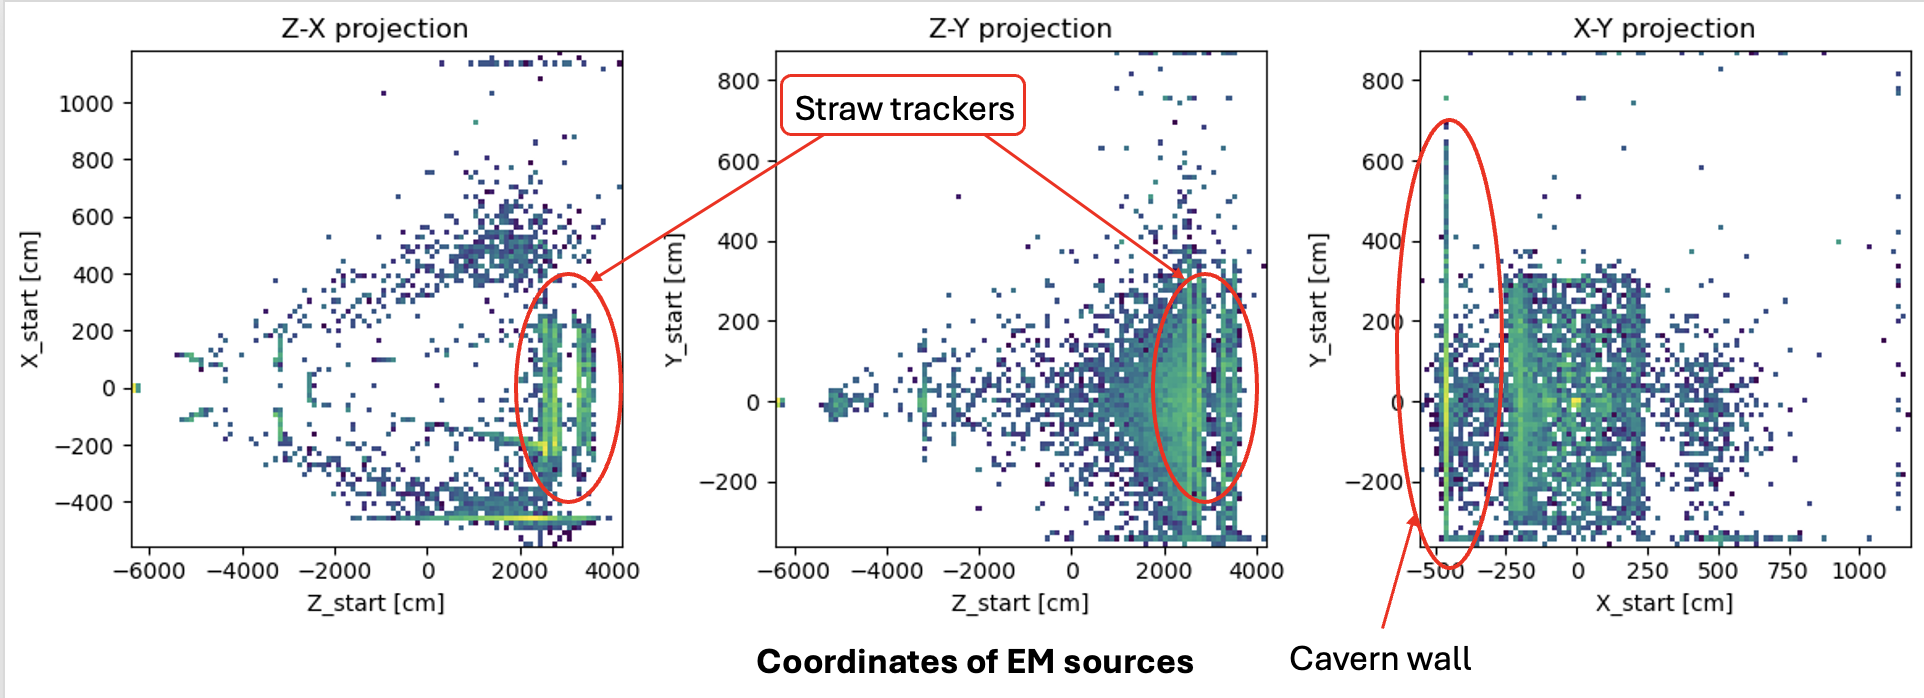 Z-X projection
Z-Y projection
X-Y projection
Straw trackers
X_start [cm]
1000
800
600
400
200
0
−200
−400
−6000 −4000 −2000 0 2000 4000
Z_start [cm]
Y_start [cm]
800
600
400
200
0
−200
−6000 −4000 −2000 0 2000 4000
Z_start [cm]
Y_start [cm]
800
600
400
200
0
−200
−500 −250 0 250 500 750 1000
X_start [cm]
Coordinates of EM sources
Cavern wall